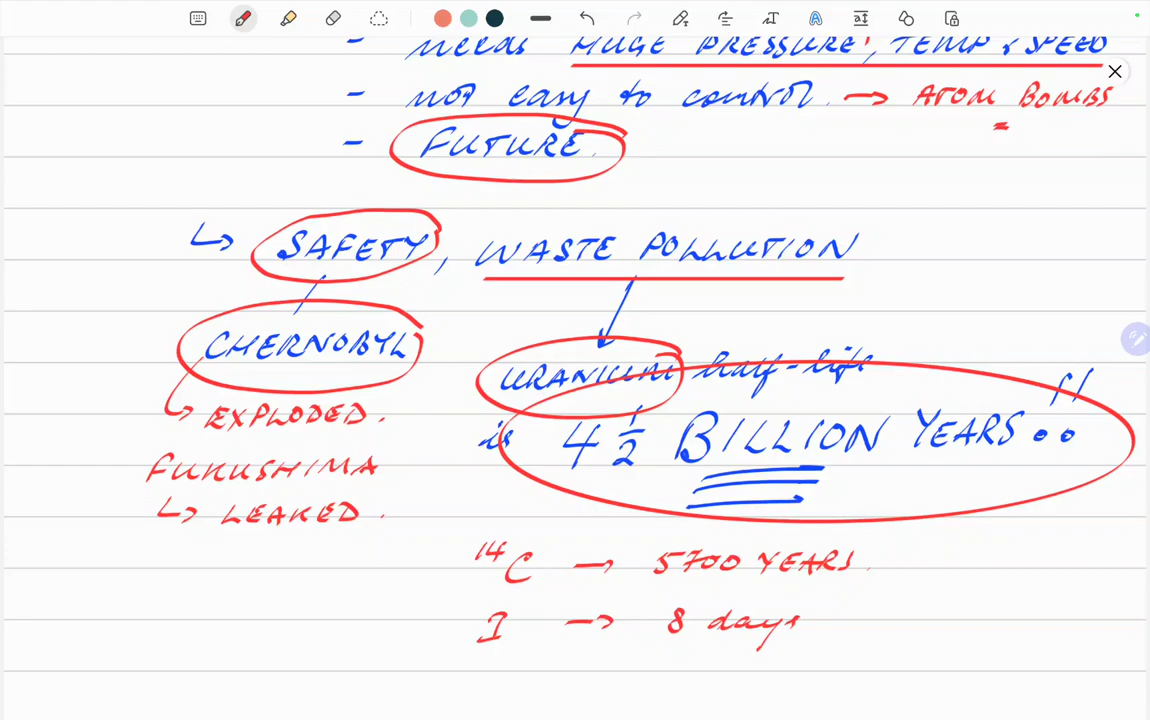 - needs HUGE PRESSURE, TEMP & SPEED
- not easy to control. → ATOM BOMBS
- FUTURE.
↳ SAFETY, WASTE POLLUTION
CHERNOBYL
URANIUM half-life
↳ EXPLODED.
is 4 ½ BILLION YEARS..
FUKUSHIMA
↳ LEAKED.
¹⁴C → 5700 YEARS.
I → 8 days